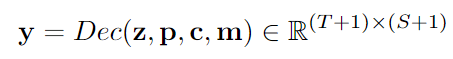 y = Dec(z, p, c, m) ∈ ℝ^{(T+1)×(S+1)}